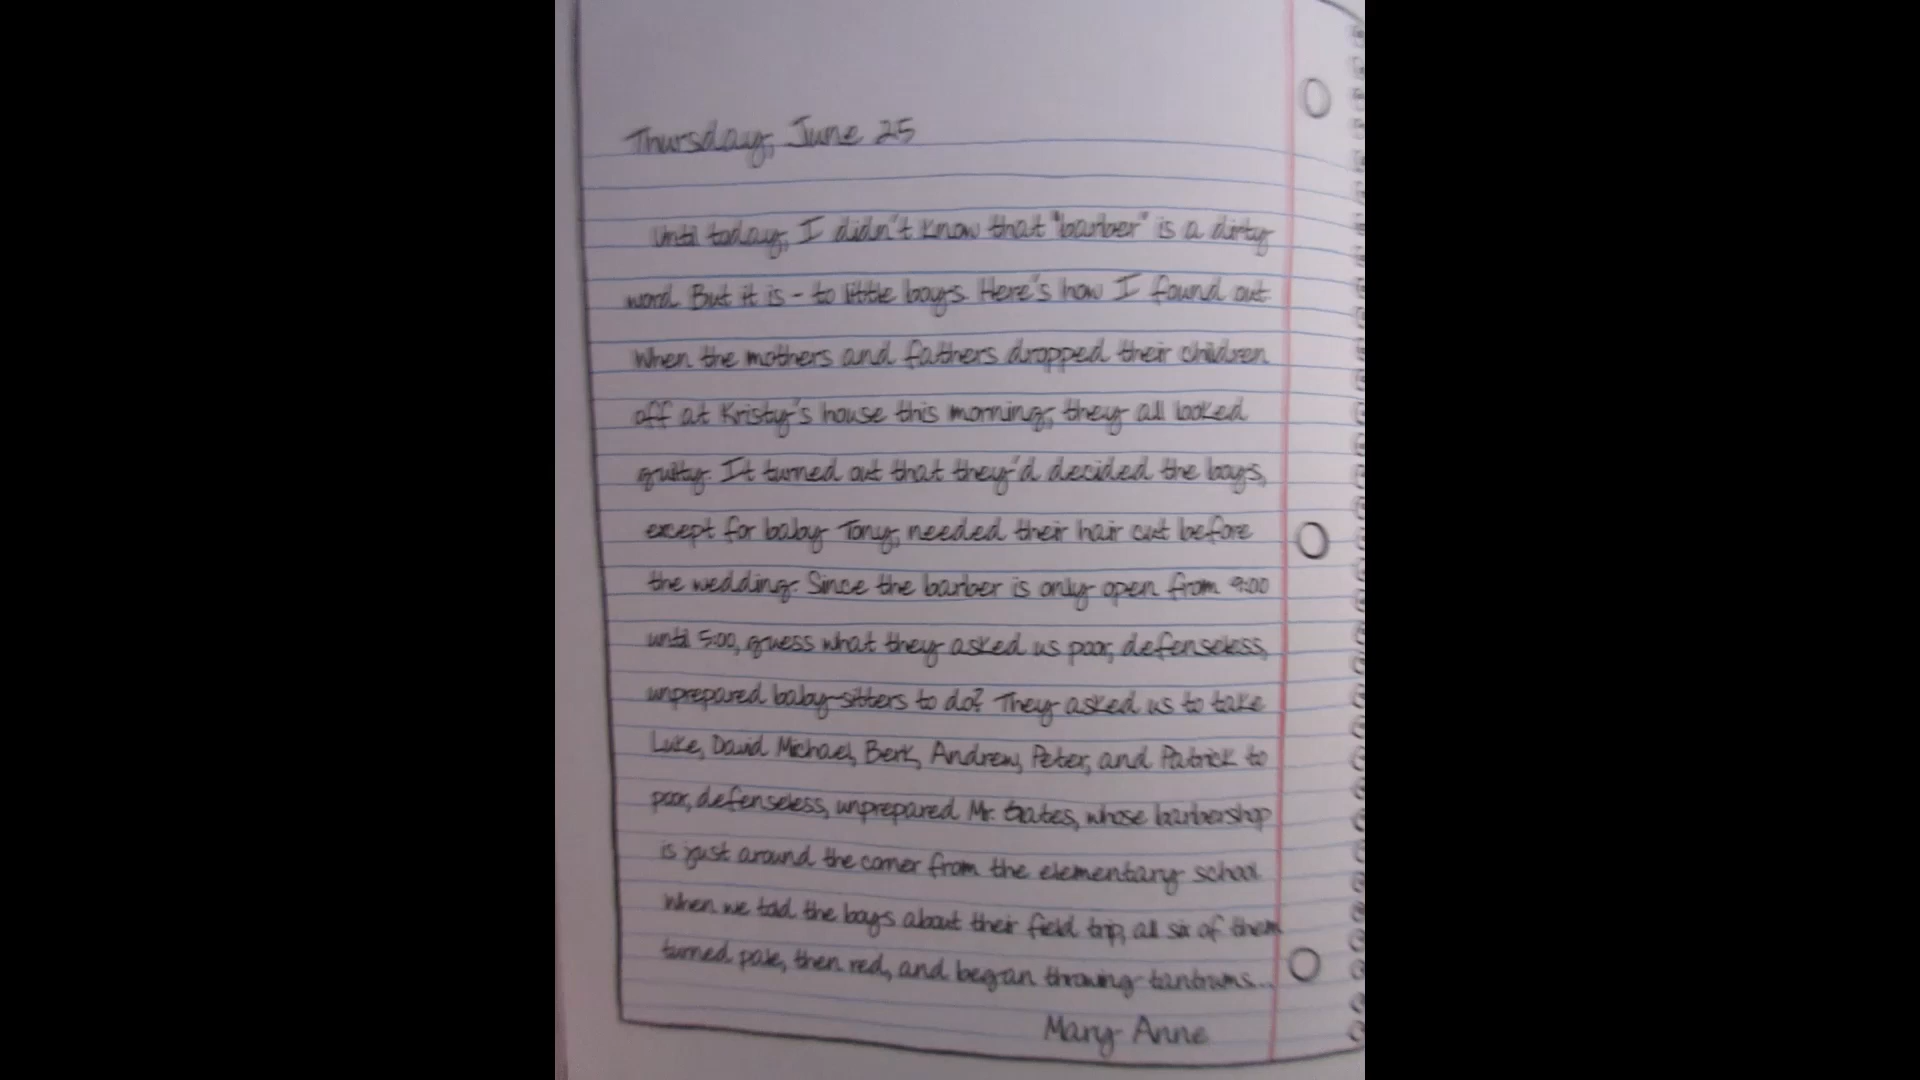 Thursday, June 25
Until today, I didn't know that "barber" is a dirty
word. But it is - to little boys. Here's how I found out.
When the mothers and fathers dropped their children
off at Kristy's house this morning, they all looked
guilty. It turned out that they'd decided the boys,
except for baby Tony, needed their hair cut before
the wedding. Since the barber is only open from 9:00
until 5:00, guess what they asked us poor, defenseless,
unprepared baby-sitters to do? They asked us to take
Luke, David Michael, Berk, Andrew, Peter, and Patrick to
poor, defenseless, unprepared Mr. Gates, whose barbershop
is just around the corner from the elementary school.
When we told the boys about their field trip, all six of them
turned pale, then red, and began throwing tantrums...
Mary Anne